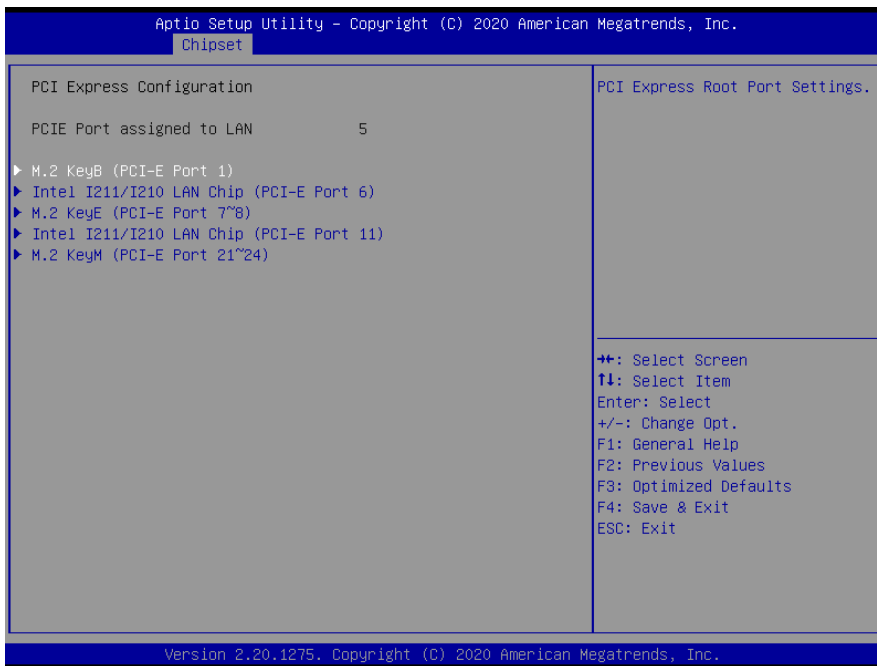 Aptio Setup Utility – Copyright (C) 2020 American Megatrends, Inc.
Chipset
PCI Express Configuration
PCIE Port assigned to LAN 5
▶ M.2 KeyB (PCI-E Port 1)
▶ Intel I211/I210 LAN Chip (PCI-E Port 6)
▶ M.2 KeyE (PCI-E Port 7~8)
▶ Intel I211/I210 LAN Chip (PCI-E Port 11)
▶ M.2 KeyM (PCI-E Port 21~24)
PCI Express Root Port Settings.
→←: Select Screen
↑↓: Select Item
Enter: Select
+/-: Change Opt.
F1: General Help
F2: Previous Values
F3: Optimized Defaults
F4: Save & Exit
ESC: Exit
Version 2.20.1275. Copyright (C) 2020 American Megatrends, Inc.